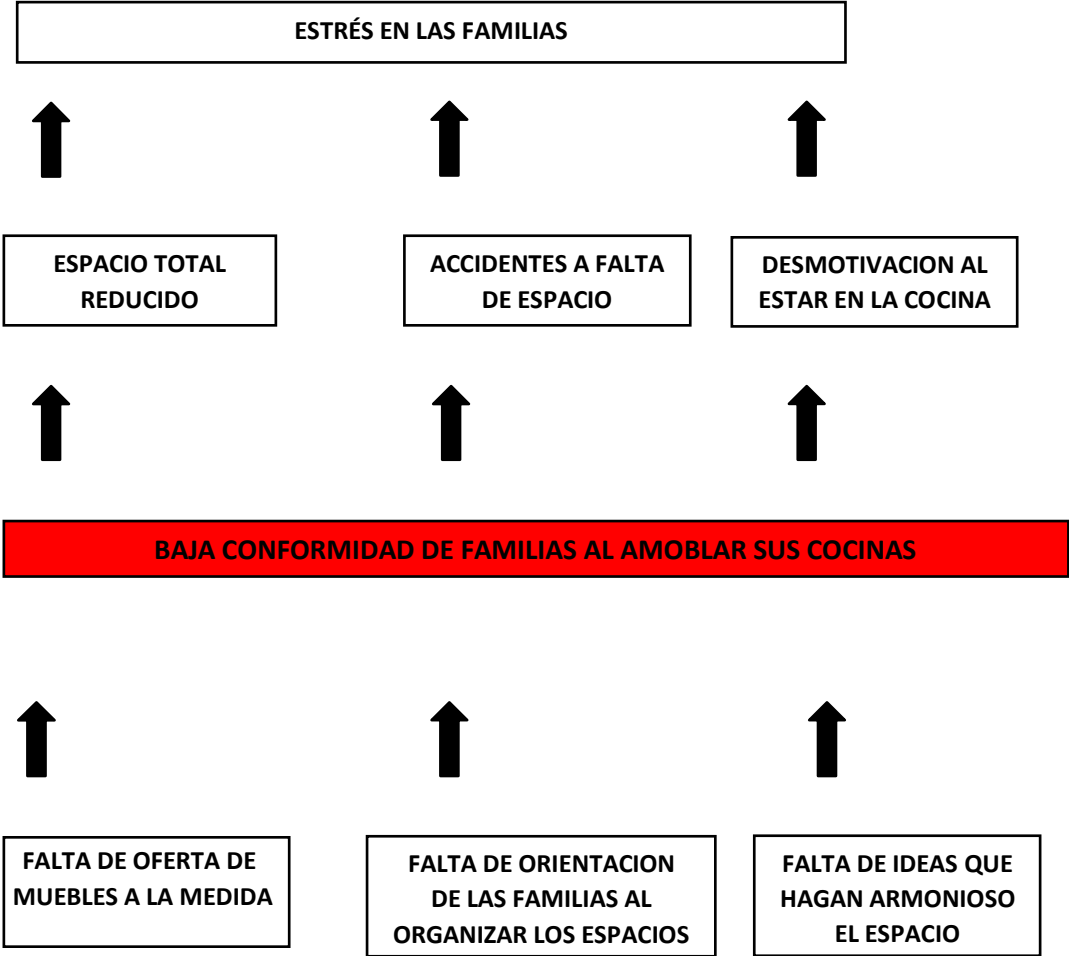 ESTRÉS EN LAS FAMILIAS
ESPACIO TOTAL
REDUCIDO
ACCIDENTES A FALTA
DE ESPACIO
DESMOTIVACION AL
ESTAR EN LA COCINA
BAJA CONFORMIDAD DE FAMILIAS AL AMOBLAR SUS COCINAS
FALTA DE OFERTA DE
MUEBLES A LA MEDIDA
FALTA DE ORIENTACION
DE LAS FAMILIAS AL
ORGANIZAR LOS ESPACIOS
FALTA DE IDEAS QUE
HAGAN ARMONIOSO
EL ESPACIO